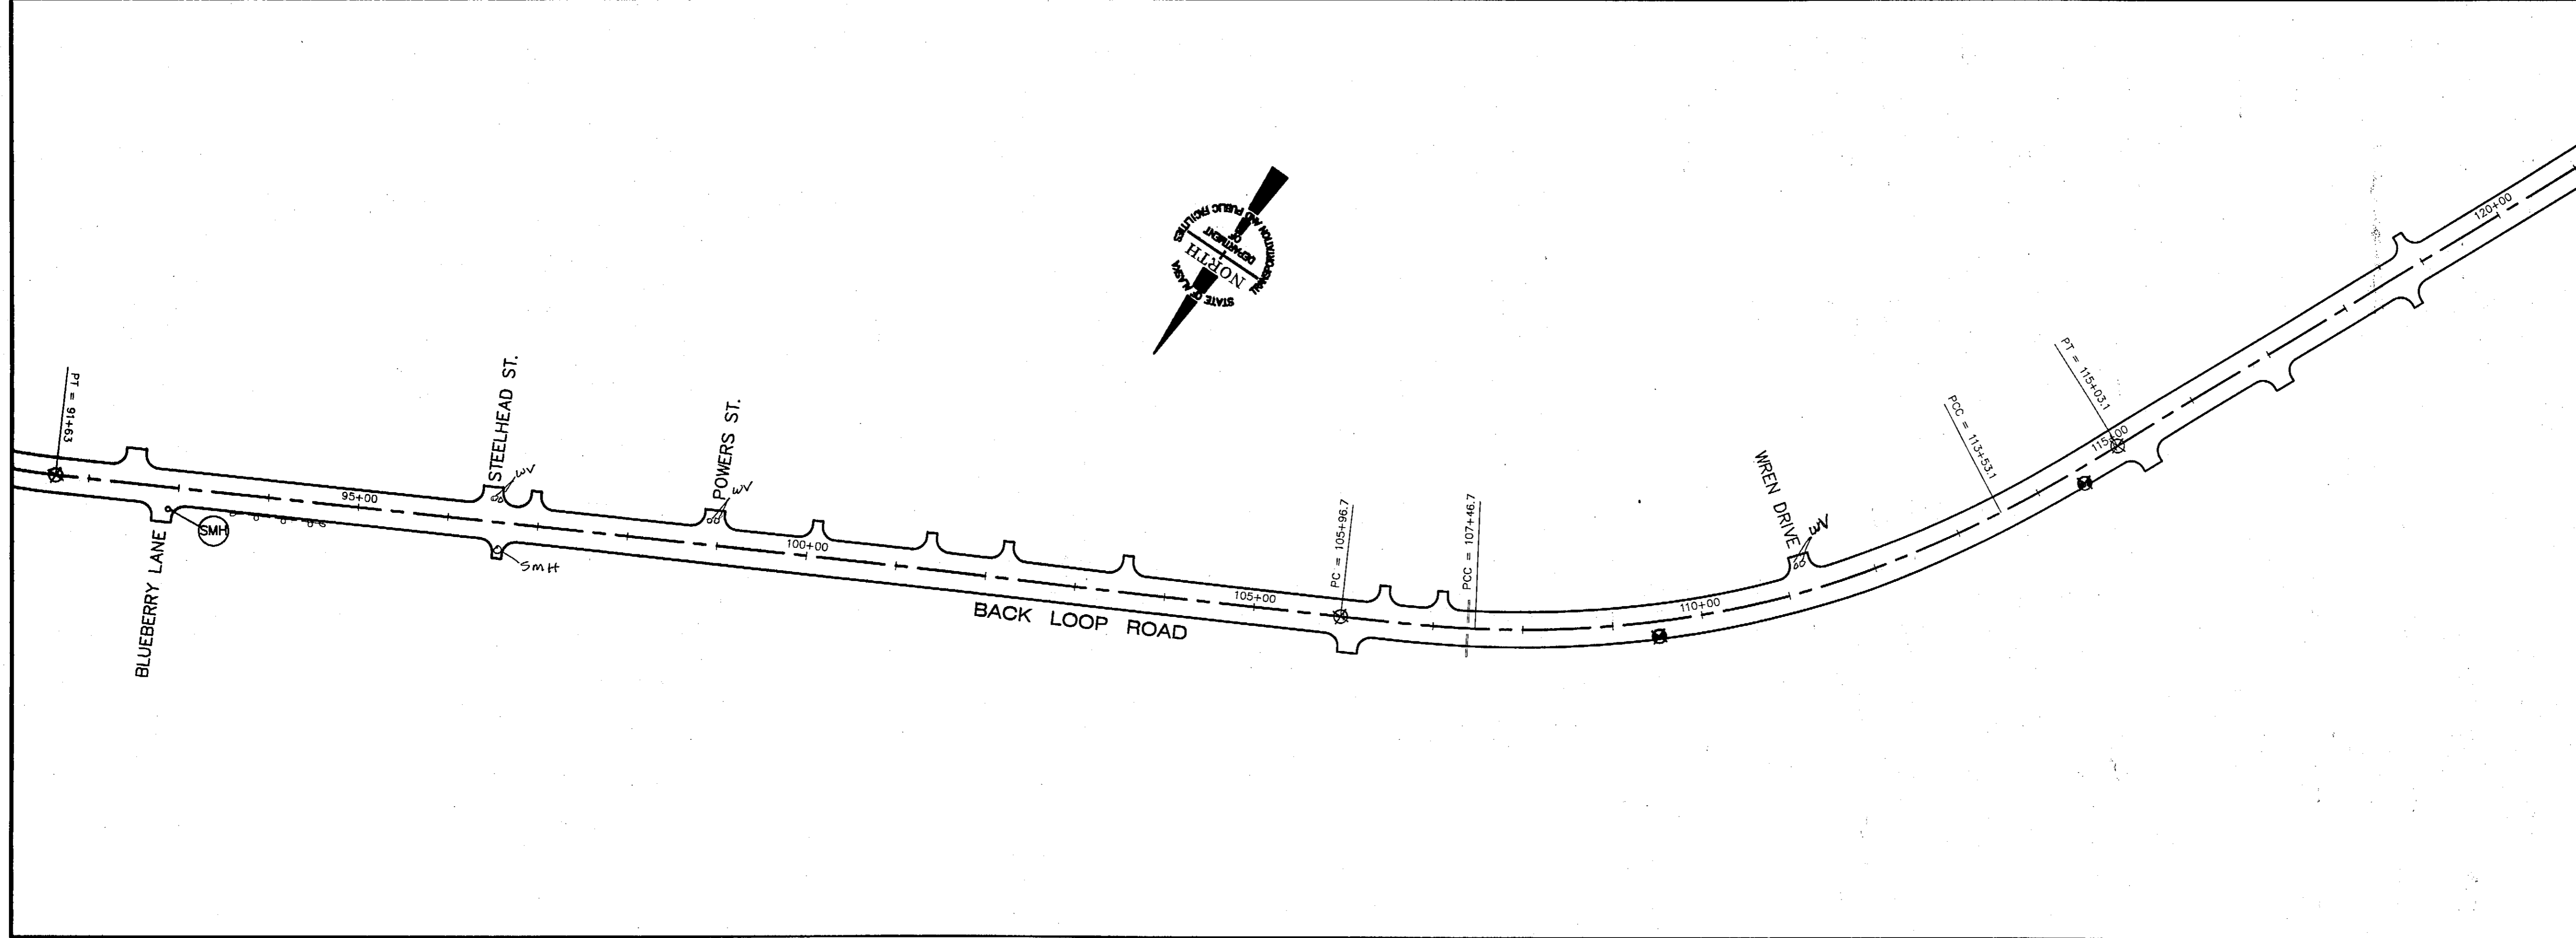 PT = 91+63
BLUEBERRY LANE
SMH
95+00
STEELHEAD ST.
WV
SMH
POWERS ST.
WV
100+00
BACK LOOP ROAD
STATE OF ALASKA
NORTH
DEPARTMENT
OF
TRANSPORTATION AND PUBLIC FACILITIES
105+00
PC = 105+96.7
PCC = 107+46.7
110+00
WREN DRIVE
WV
PCC = 113+53.1
PT = 115+03.1
115+00
120+00